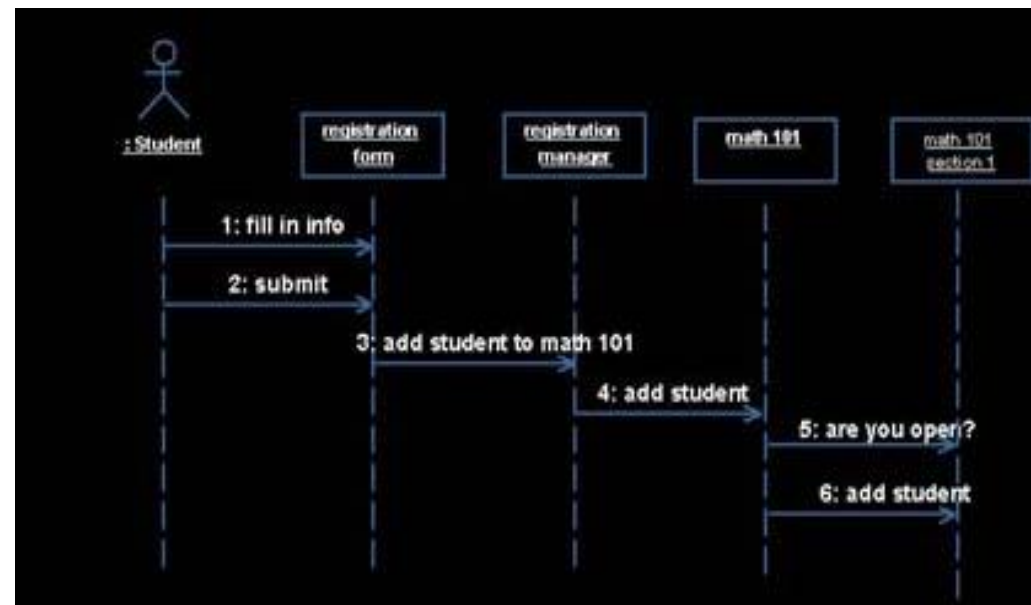 : Student
registration
form
registration
manager
math 101
math 101
section 1
1: fill in info
2: submit
3: add student to math 101
4: add student
5: are you open?
6: add student